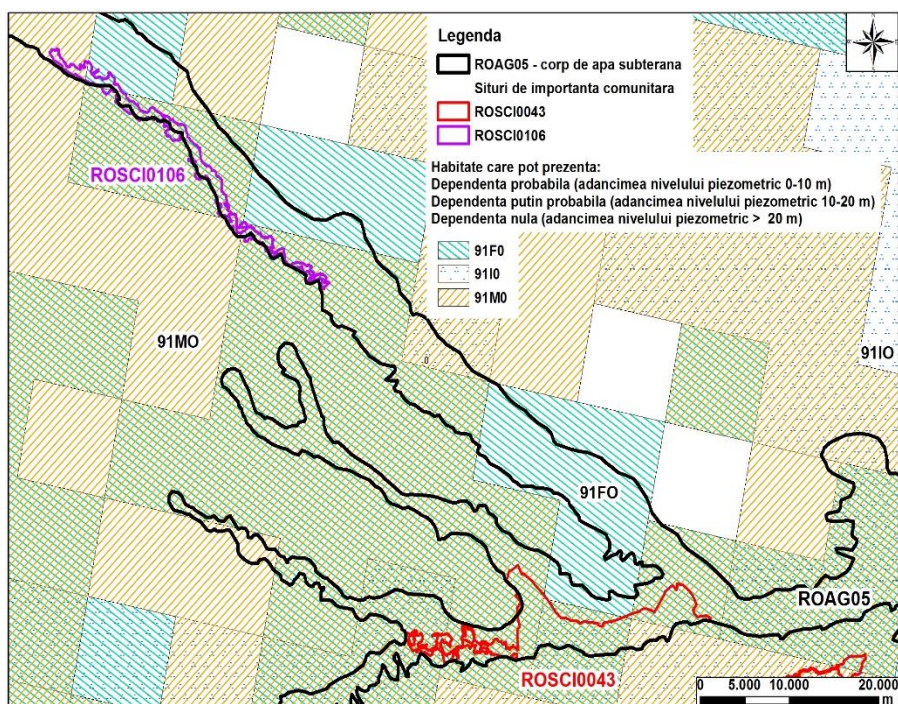 Legenda
ROAG05 - corp de apa subterana
Situri de importanta comunitara
ROSCI0043
ROSCI0106
Habitate care pot prezenta:
Dependenta probabila (adancimea nivelului piezometric 0-10 m)
Dependenta putin probabila (adancimea nivelului piezometric 10-20 m)
Dependenta nula (adancimea nivelului piezometric > 20 m)
91F0
91I0
91M0
ROSCI0106
91MO
91IO
0
91FO
ROAG05
ROSCI0043
0 5.000 10.000 20.000
m